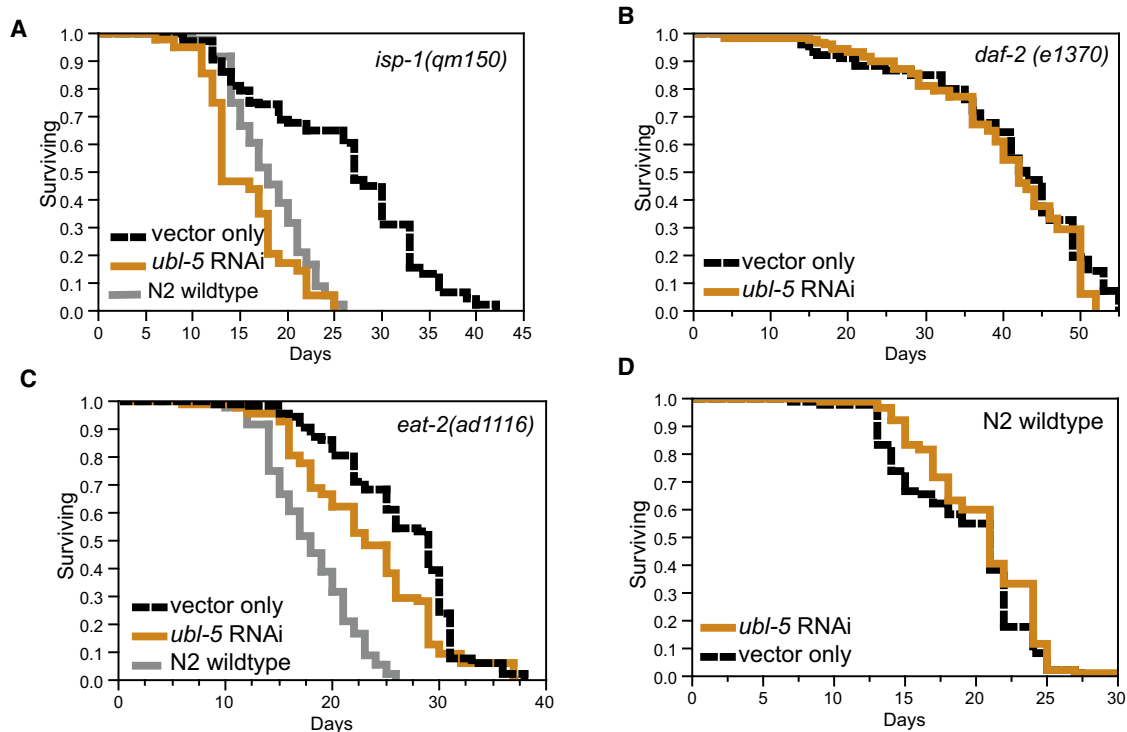 A
isp-1(qm150)
Surviving
1.0
0.9
0.8
0.7
0.6
0.5
0.4
0.3
0.2
0.1
0.0
vector only
ubl-5 RNAi
N2 wildtype
0 5 10 15 20 25 30 35 40 45
Days
B
daf-2 (e1370)
Surviving
1.0
0.9
0.8
0.7
0.6
0.5
0.4
0.3
0.2
0.1
0.0
vector only
ubl-5 RNAi
0 10 20 30 40 50
Days
C
eat-2(ad1116)
Surviving
1.0
0.9
0.8
0.7
0.6
0.5
0.4
0.3
0.2
0.1
0.0
vector only
ubl-5 RNAi
N2 wildtype
0 10 20 30 40
Days
D
N2 wildtype
Surviving
1.0
0.9
0.8
0.7
0.6
0.5
0.4
0.3
0.2
0.1
0.0
ubl-5 RNAi
vector only
0 5 10 15 20 25 30
Days